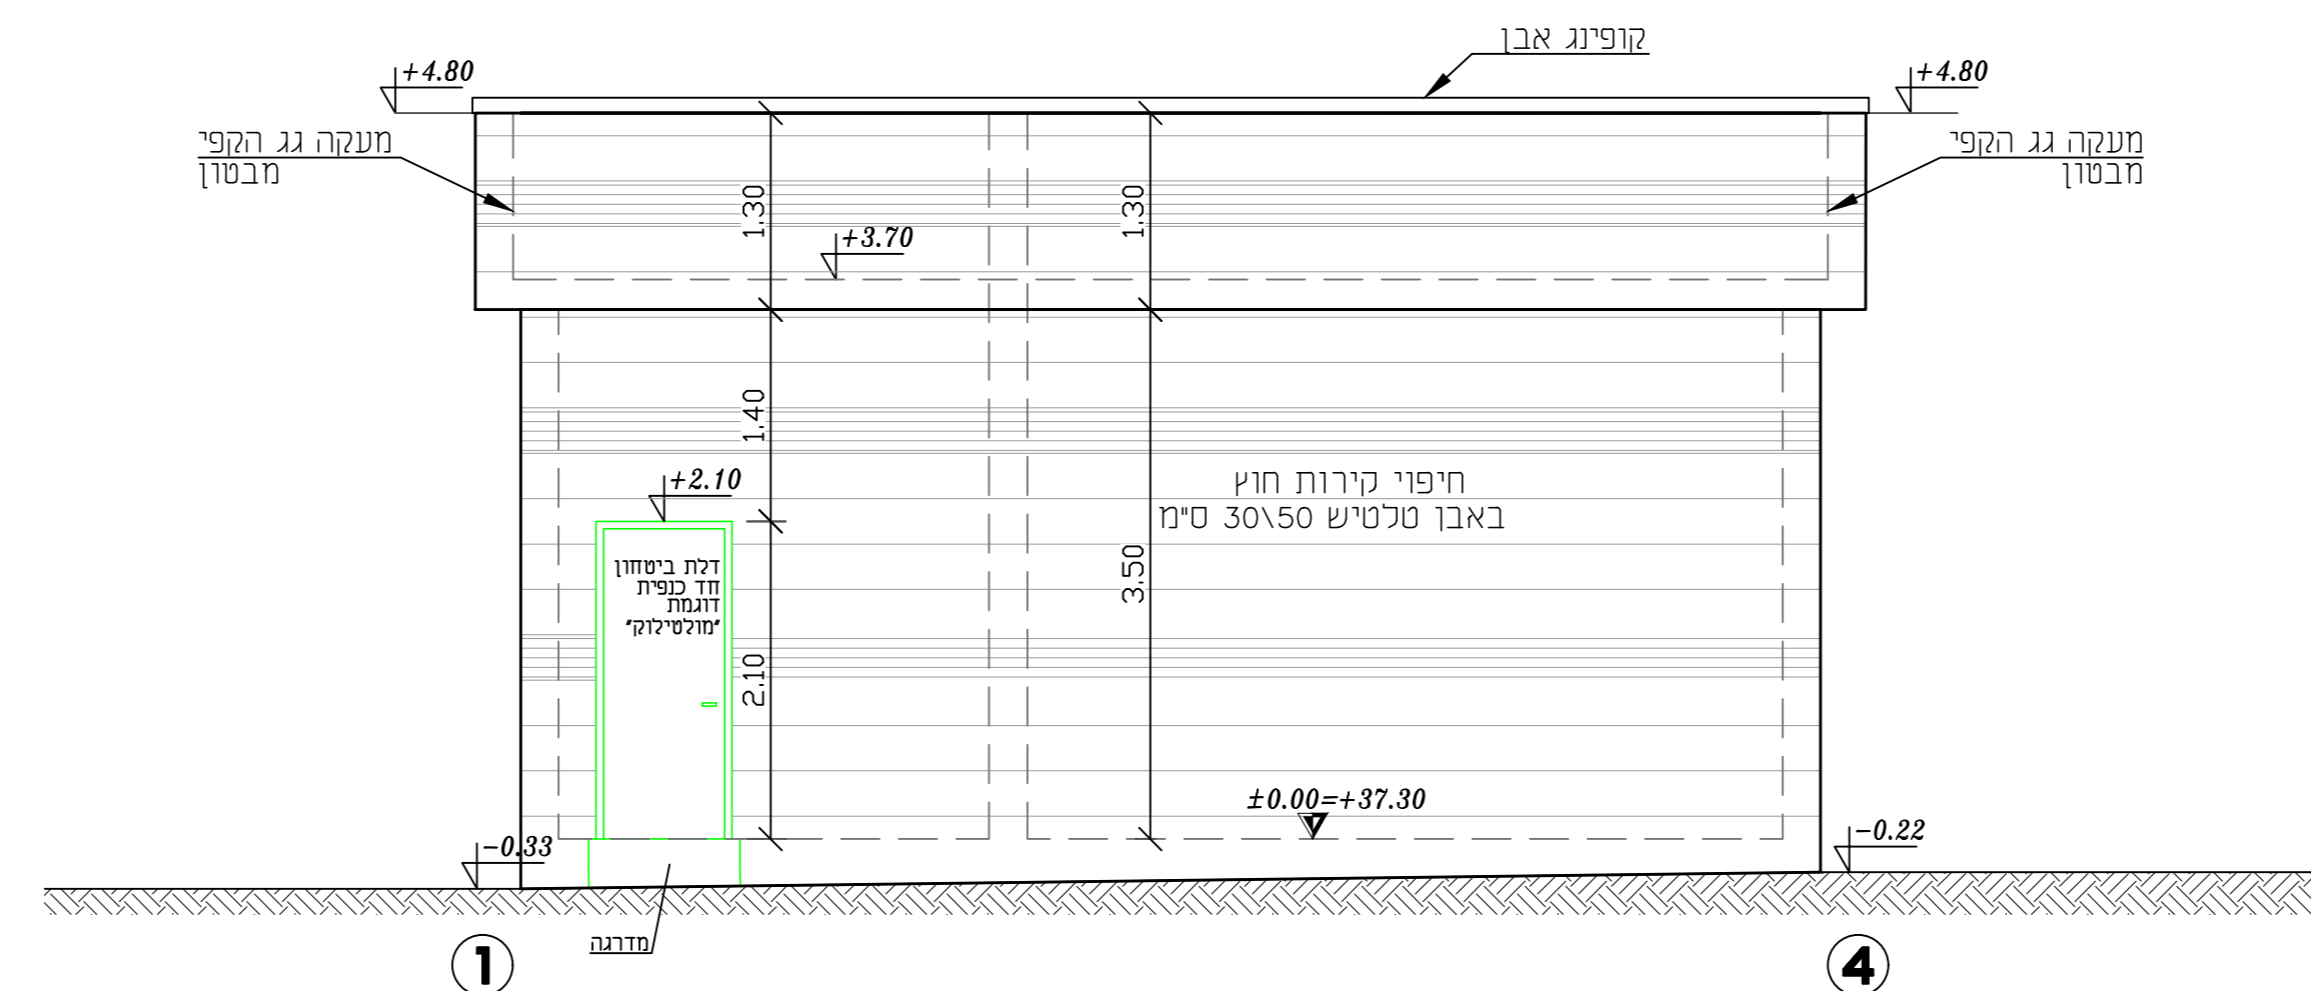 קופינג אבן
+4.80
+4.80
מעקה גג הקפי
מבטון
מעקה גג הקפי
מבטון
1.30
1.30
+3.70
1.40
+2.10
חיפוי קירות חוץ
באבן טלטיש 30\50 ס"מ
3.50
דלת ביטחון
חד כנפית
דוגמת
"מולטילוק"
2.10
±0.00=+37.30
-0.33
-0.22
מדרגה
1
4